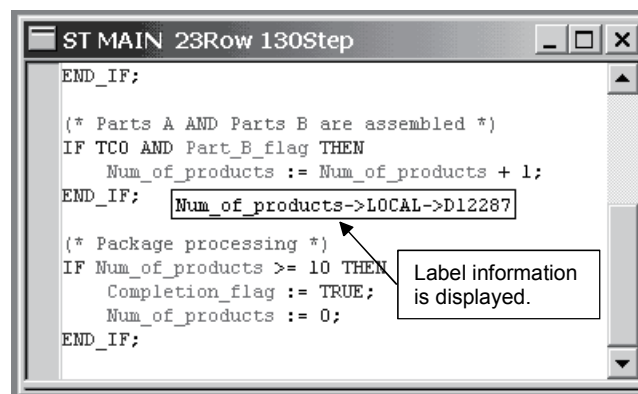 ST MAIN 23Row 130Step
END_IF;
(* Parts A AND Parts B are assembled *)
IF TC0 AND Part_B_flag THEN
Num_of_products := Num_of_products + 1;
END_IF;
Num_of_products->LOCAL->D12287
(* Package processing *)
IF Num_of_products >= 10 THEN
Completion_flag := TRUE;
Num_of_products := 0;
END_IF;
Label information
is displayed.